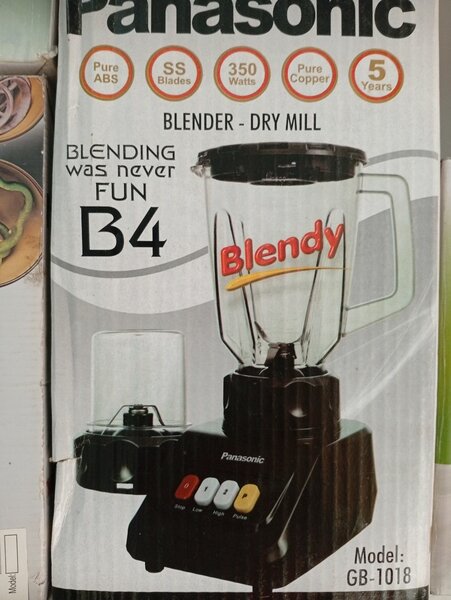 Panasonic
Pure ABS
SS Blades
350 Watts
Pure Copper
5 Years
BLENDER - DRY MILL
BLENDING
was never
FUN
B4
Blendy
Panasonic
Stop Low High Pulse
Model:
GB-1018
Model